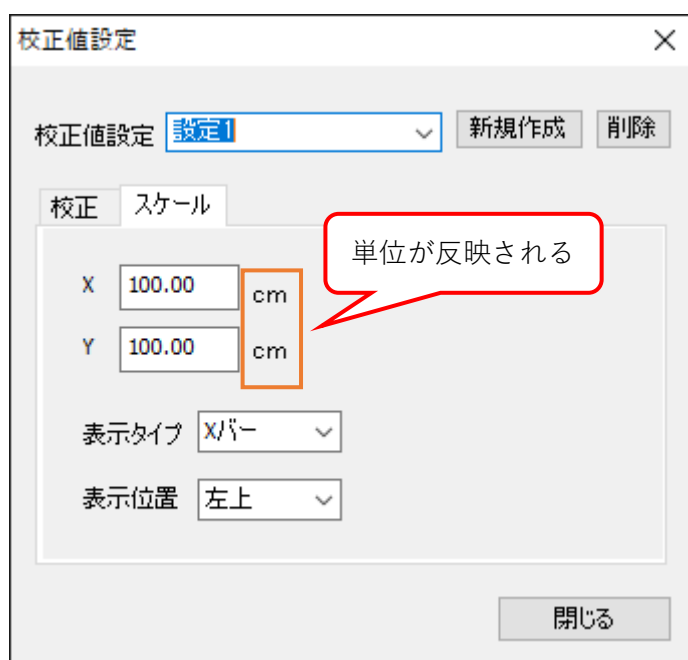 校正値設定
校正値設定 設定1 新規作成 削除
校正 スケール
単位が反映される
X 100.00 cm
Y 100.00 cm
表示タイプ Xバー
表示位置 左上
閉じる